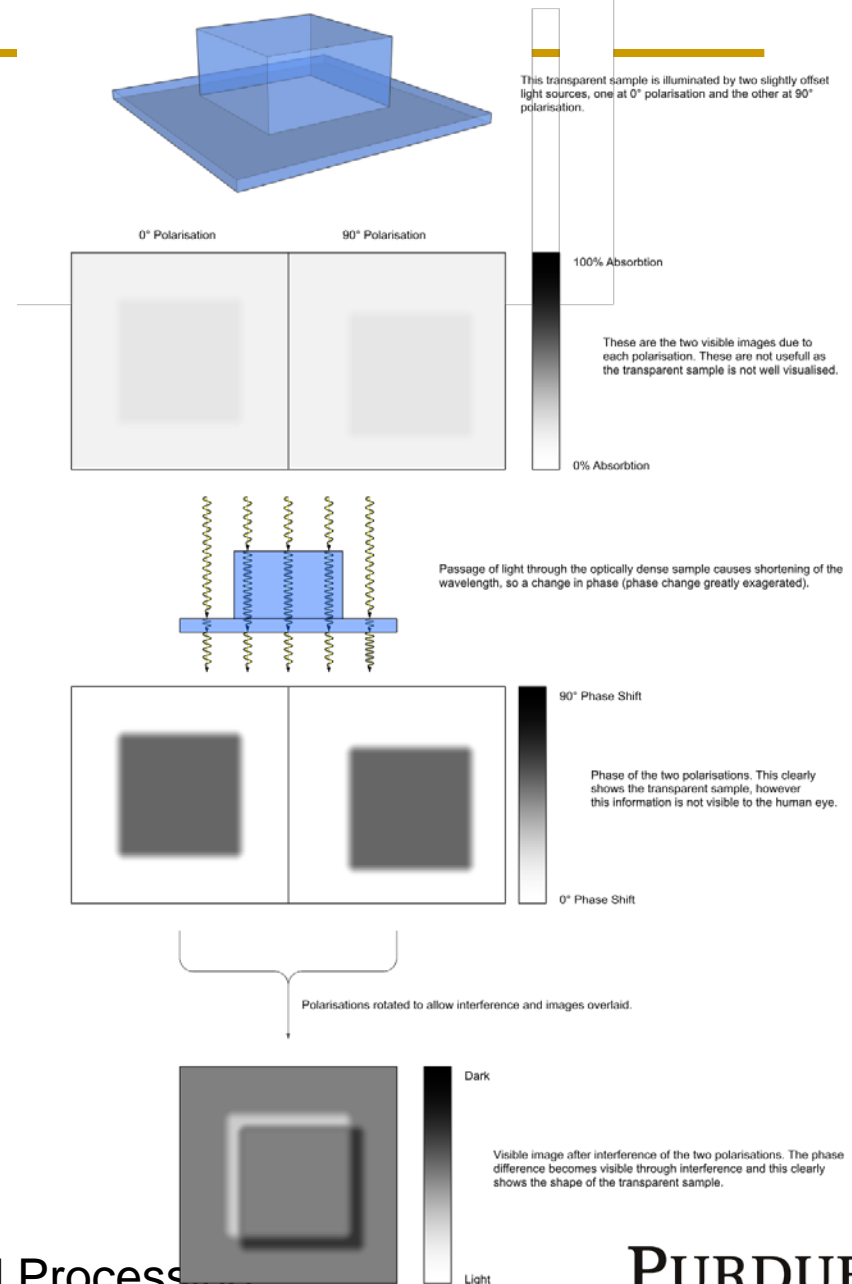 This transparent sample is illuminated by two slightly offset
light sources, one at 0° polarisation and the other at 90°
polarisation.
0° Polarisation
90° Polarisation
100% Absorbtion
These are the two visible images due to
each polarisation. These are not usefull as
the transparent sample is not well visualised.
0% Absorbtion
Passage of light through the optically dense sample causes shortening of the
wavelength, so a change in phase (phase change greatly exagerated).
90° Phase Shift
Phase of the two polarisations. This clearly
shows the transparent sample, however
this information is not visible to the human eye.
0° Phase Shift
Polarisations rotated to allow interference and images overlaid.
Dark
Visible image after interference of the two polarisations. The phase
difference becomes visible through interference and this clearly
shows the shape of the transparent sample.
Light
PURDUE